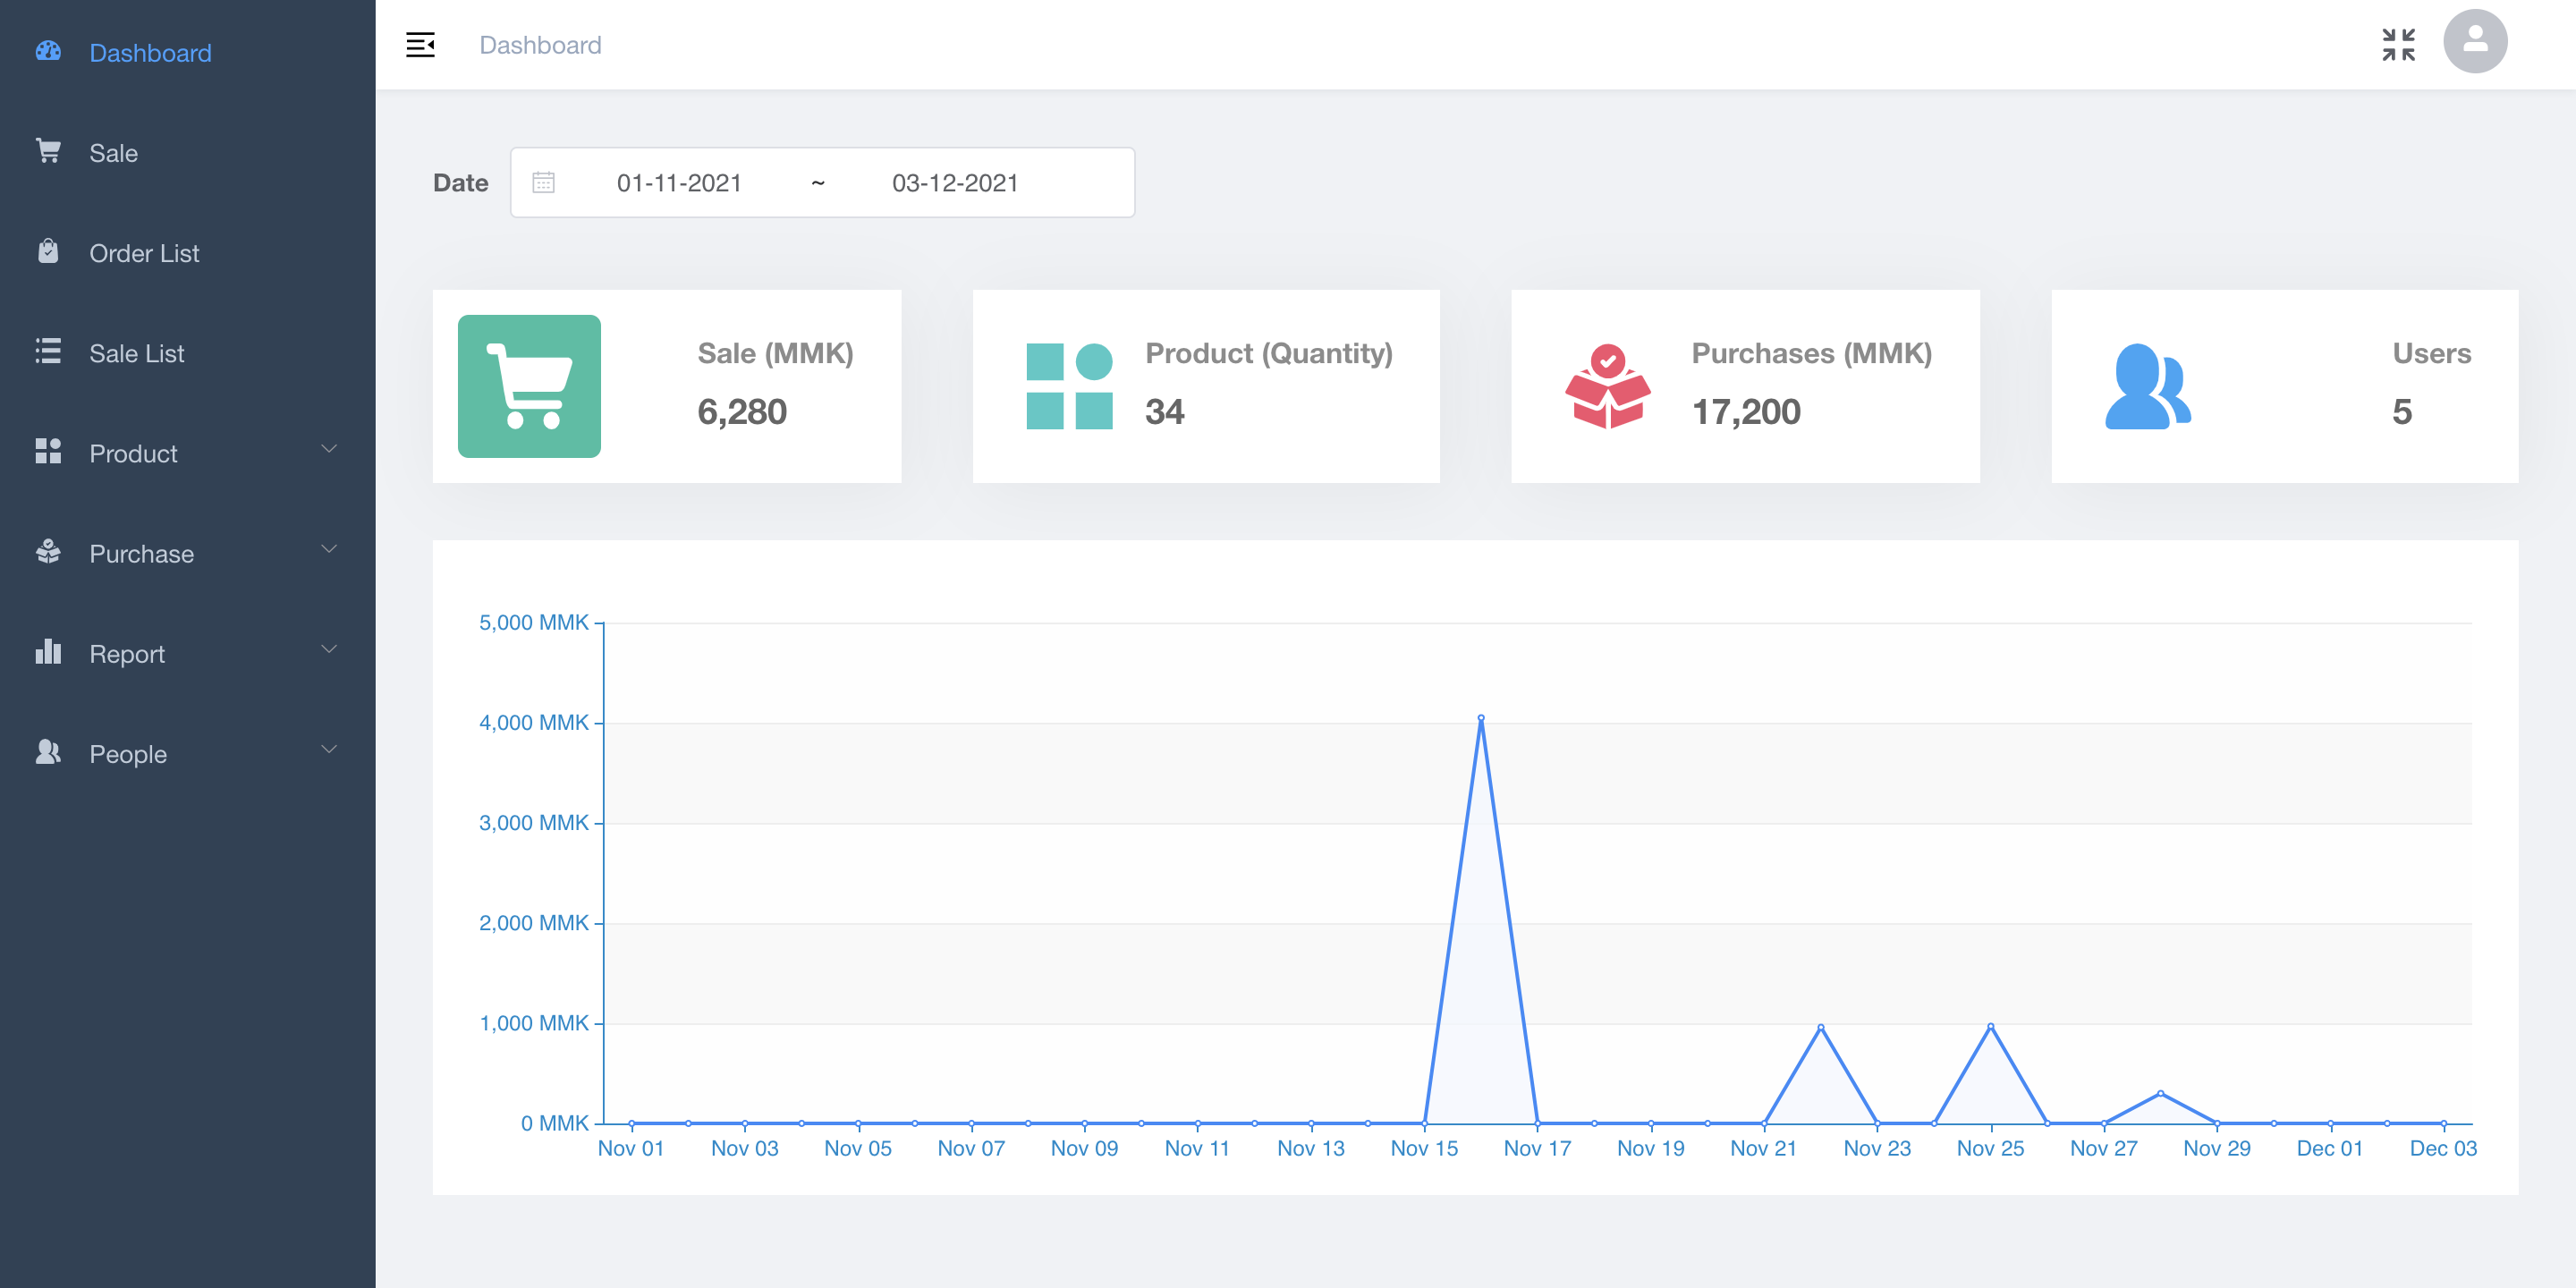 Dashboard
Sale
Order List
Sale List
Product
Purchase
Report
People
Dashboard
Date 01-11-2021 ~ 03-12-2021
Sale (MMK)
6,280
Product (Quantity)
34
Purchases (MMK)
17,200
Users
5
5,000 MMK
4,000 MMK
3,000 MMK
2,000 MMK
1,000 MMK
0 MMK
Nov 01 Nov 03 Nov 05 Nov 07 Nov 09 Nov 11 Nov 13 Nov 15 Nov 17 Nov 19 Nov 21 Nov 23 Nov 25 Nov 27 Nov 29 Dec 01 Dec 03